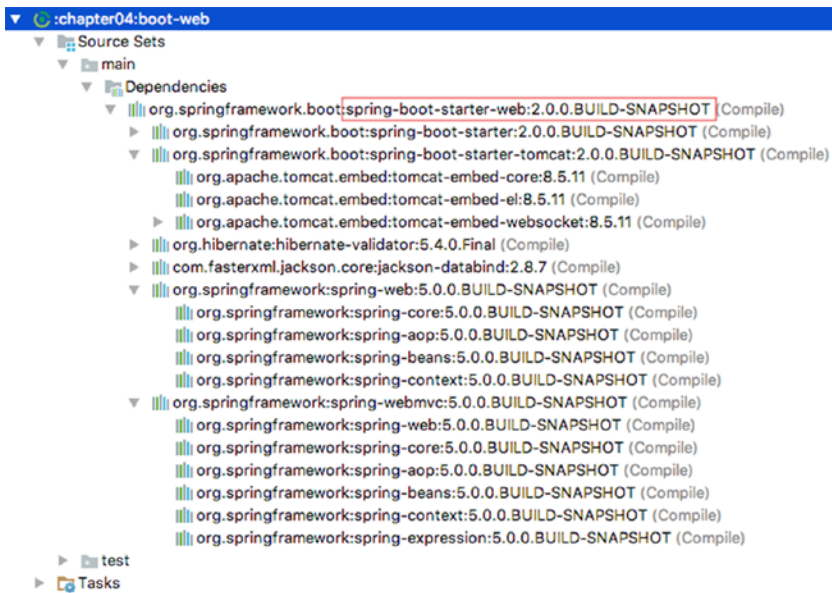 :chapter04:boot-web
Source Sets
main
Dependencies
org.springframework.boot:spring-boot-starter-web:2.0.0.BUILD-SNAPSHOT (Compile)
org.springframework.boot:spring-boot-starter:2.0.0.BUILD-SNAPSHOT (Compile)
org.springframework.boot:spring-boot-starter-tomcat:2.0.0.BUILD-SNAPSHOT (Compile)
org.apache.tomcat.embed:tomcat-embed-core:8.5.11 (Compile)
org.apache.tomcat.embed:tomcat-embed-el:8.5.11 (Compile)
org.apache.tomcat.embed:tomcat-embed-websocket:8.5.11 (Compile)
org.hibernate:hibernate-validator:5.4.0.Final (Compile)
com.fasterxml.jackson.core:jackson-databind:2.8.7 (Compile)
org.springframework:spring-web:5.0.0.BUILD-SNAPSHOT (Compile)
org.springframework:spring-core:5.0.0.BUILD-SNAPSHOT (Compile)
org.springframework:spring-aop:5.0.0.BUILD-SNAPSHOT (Compile)
org.springframework:spring-beans:5.0.0.BUILD-SNAPSHOT (Compile)
org.springframework:spring-context:5.0.0.BUILD-SNAPSHOT (Compile)
org.springframework:spring-webmvc:5.0.0.BUILD-SNAPSHOT (Compile)
org.springframework:spring-web:5.0.0.BUILD-SNAPSHOT (Compile)
org.springframework:spring-core:5.0.0.BUILD-SNAPSHOT (Compile)
org.springframework:spring-aop:5.0.0.BUILD-SNAPSHOT (Compile)
org.springframework:spring-beans:5.0.0.BUILD-SNAPSHOT (Compile)
org.springframework:spring-context:5.0.0.BUILD-SNAPSHOT (Compile)
org.springframework:spring-expression:5.0.0.BUILD-SNAPSHOT (Compile)
test
Tasks